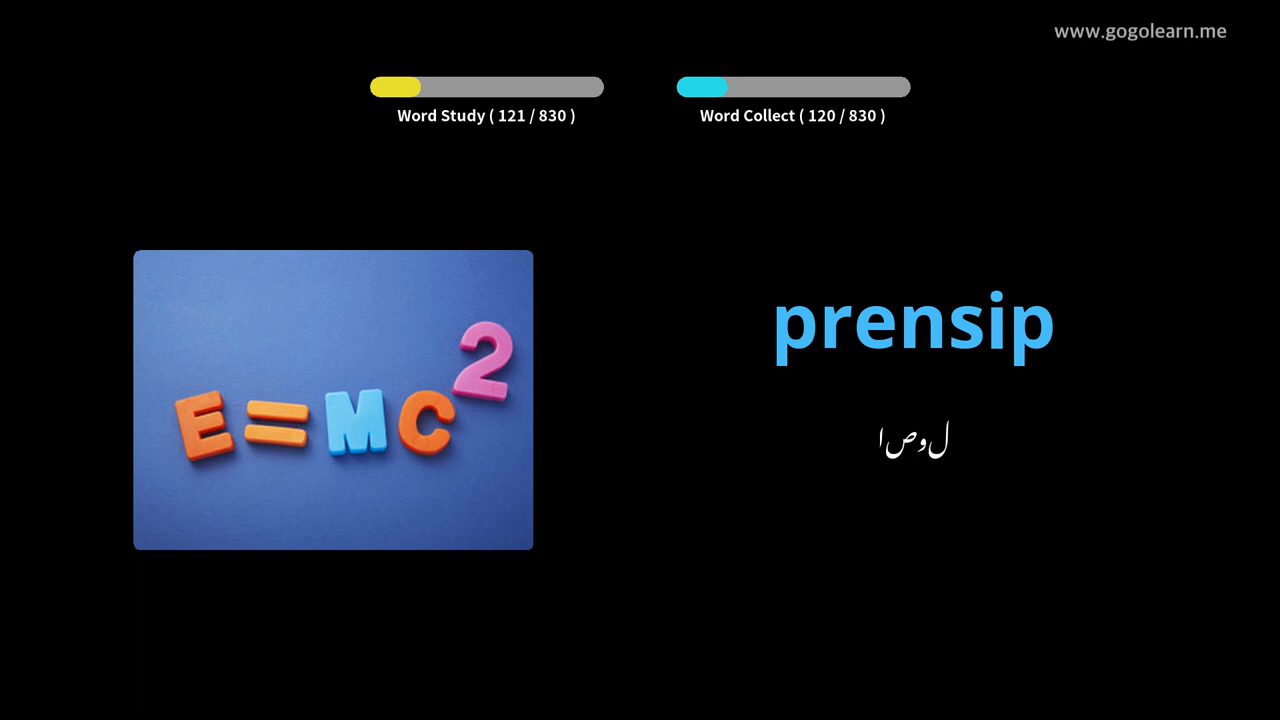 www.gogolearn.me
Word Study ( 121 / 830 )
Word Collect ( 120 / 830 )
E=MC2
prensip
اصول